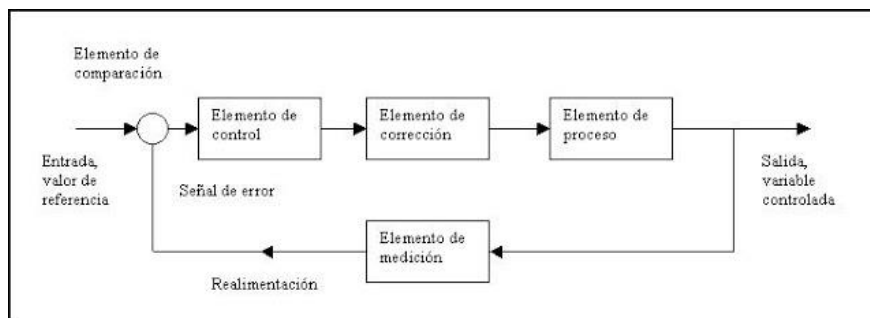 Elemento de
comparación
Elemento de
control
Elemento de
corrección
Elemento de
proceso
Entrada,
valor de
referencia
Señal de error
Salida,
variable
controlada
Elemento de
medición
Realimentación